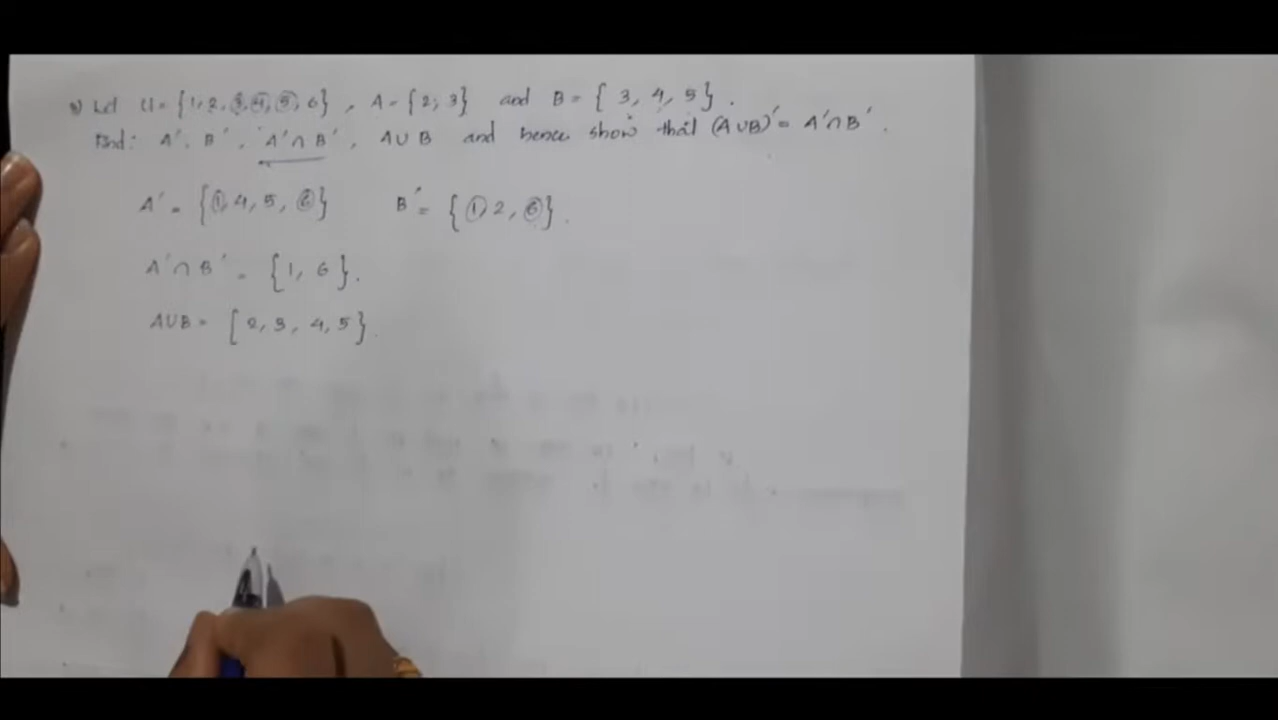 Let U = {1, 2, 3, 4, 5, 6}, A = {2, 3} and B = { 3, 4, 5}.
Find: A', B', A'∩ B', A∪B and hence show that (A∪B)' = A'∩B'.
A' = {1, 4, 5, 6} B' = {1, 2, 6}.
A'∩ B' = {1, 6}.
A∪B = {2, 3, 4, 5}.